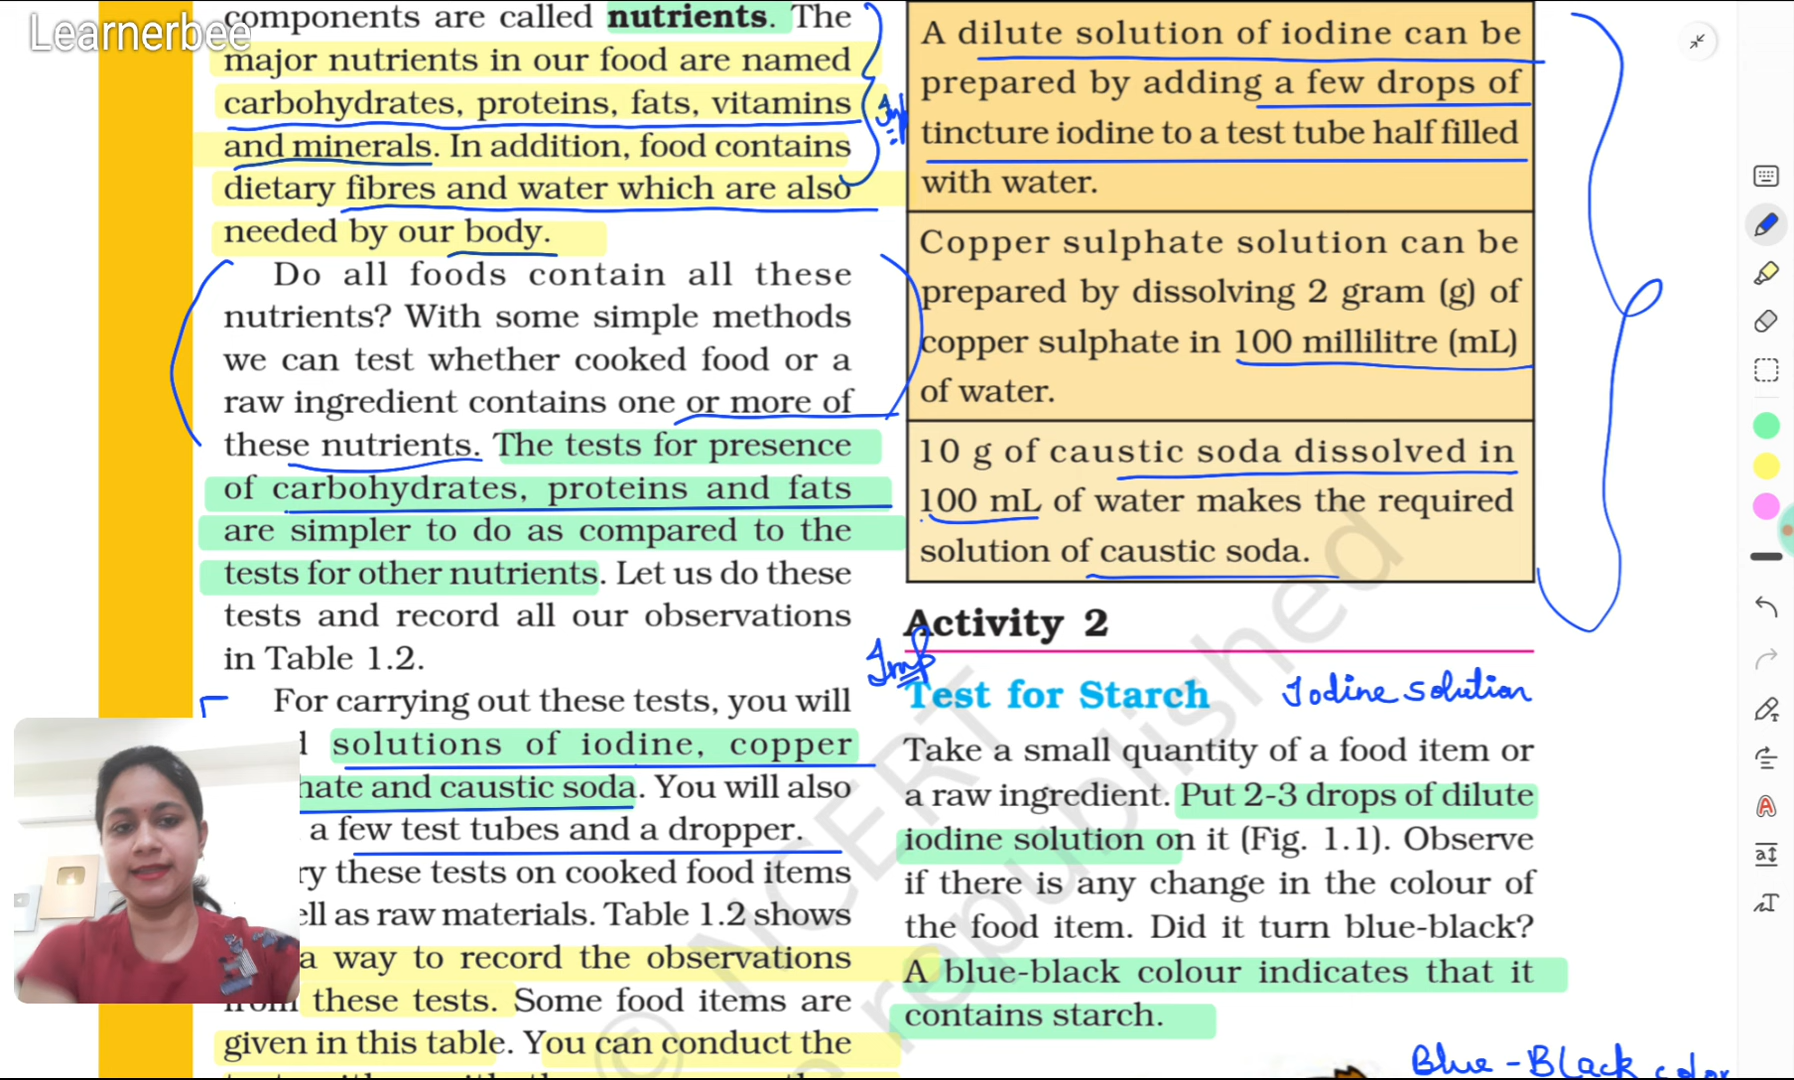 Learnerbee
components are called nutrients. The
major nutrients in our food are named
carbohydrates, proteins, fats, vitamins
and minerals. In addition, food contains
dietary fibres and water which are also
needed by our body.
Do all foods contain all these
nutrients? With some simple methods
we can test whether cooked food or a
raw ingredient contains one or more of
these nutrients. The tests for presence
of carbohydrates, proteins and fats
are simpler to do as compared to the
tests for other nutrients. Let us do these
tests and record all our observations
in Table 1.2.
For carrying out these tests, you will
solutions of iodine, copper
hate and caustic soda. You will also
a few test tubes and a dropper.
ry these tests on cooked food items
ell as raw materials. Table 1.2 shows
a way to record the observations
from these tests. Some food items are
given in this table. You can conduct the
Imp
A dilute solution of iodine can be
prepared by adding a few drops of
tincture iodine to a test tube half filled
with water.
Copper sulphate solution can be
prepared by dissolving 2 gram (g) of
copper sulphate in 100 millilitre (mL)
of water.
10 g of caustic soda dissolved in
100 mL of water makes the required
solution of caustic soda.
Activity 2
Imp
Test for Starch Iodine solution
Take a small quantity of a food item or
a raw ingredient. Put 2-3 drops of dilute
iodine solution on it (Fig. 1.1). Observe
if there is any change in the colour of
the food item. Did it turn blue-black?
A blue-black colour indicates that it
contains starch.
Blue-Black color
© NCERT
republished